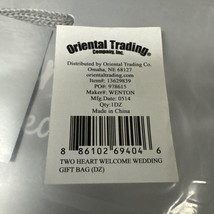 Oriental Trading
Company, Inc.
Distributed by Oriental Trading Co.
Omaha, NE 68127
orientaltrading.com
Item#: 13629839
PO#: 978613
Maker#: WENTON
Mfg.Date: 0514
Qty:1DZ
Made in China
8 86102 69404 6
TWO HEART WELCOME WEDDING
GIFT BAG (DZ)